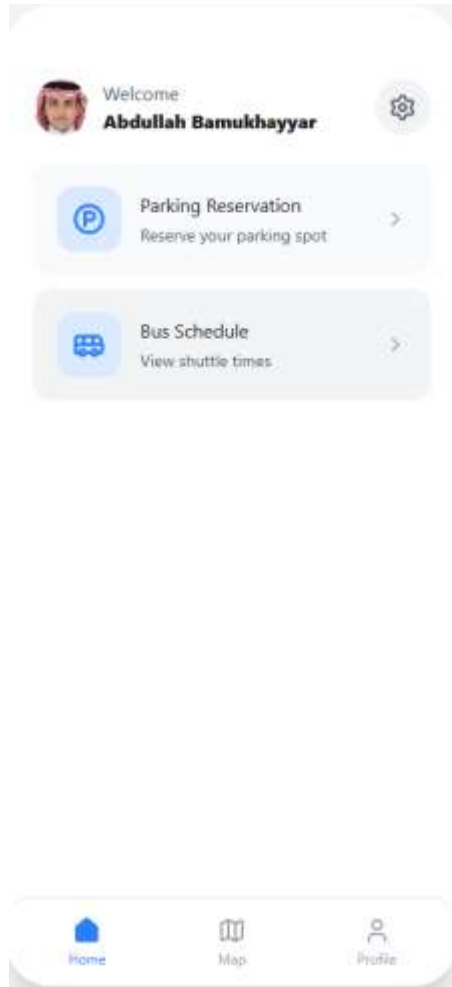 Welcome
Abdullah Bamukhayyar
P
Parking Reservation
Reserve your parking spot
Bus Schedule
View shuttle times
Home
Map
Profile